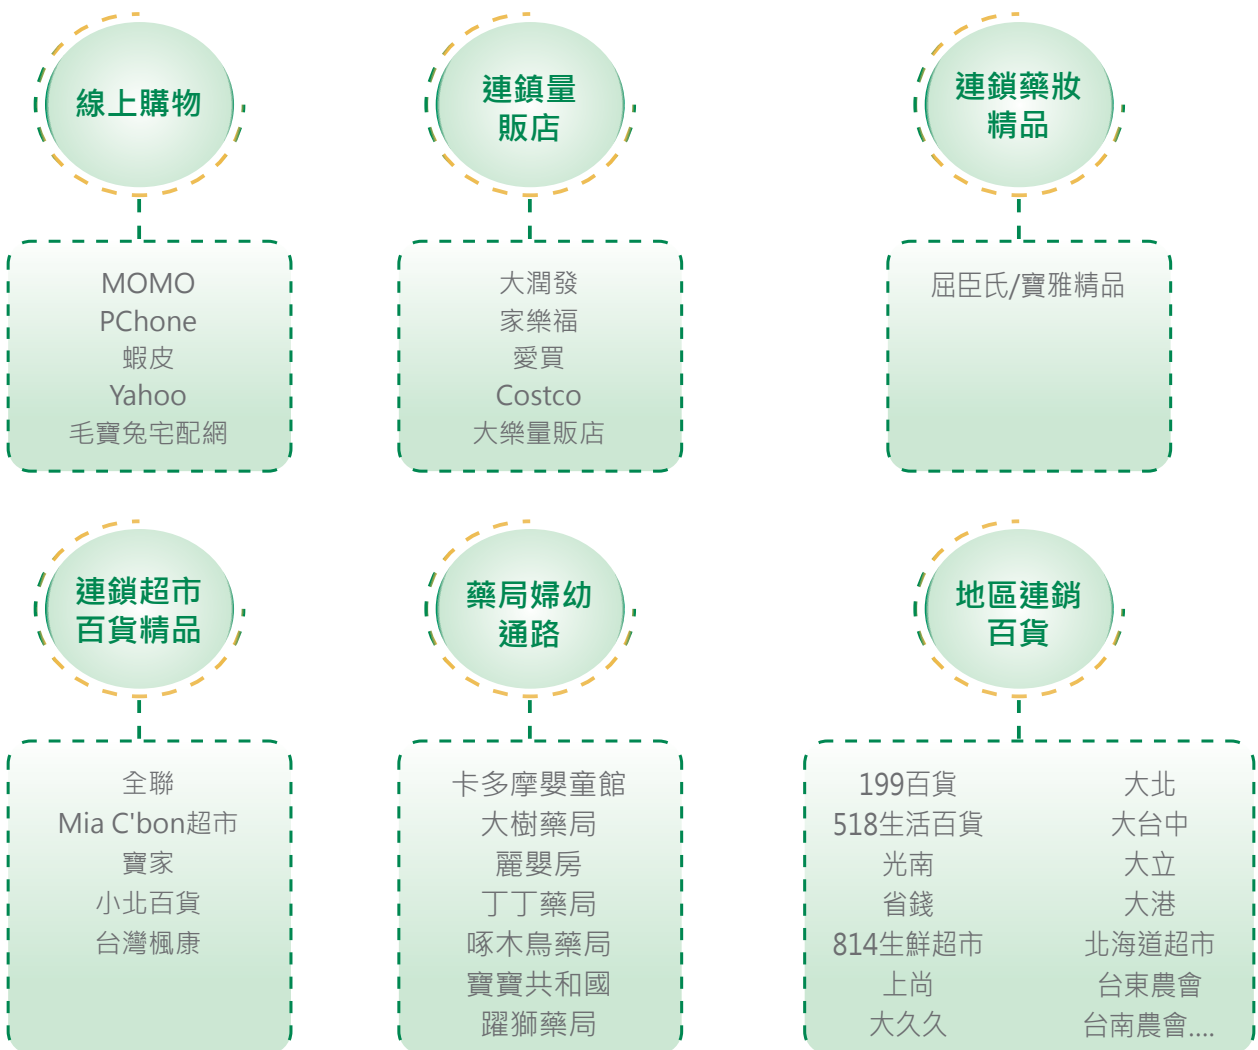 線上購物
MOMO
PChone
蝦皮
Yahoo
毛寶兔宅配網
連鎮量
販店
大潤發
家樂福
愛買
Costco
大樂量販店
連鎖藥妝
精品
屈臣氏/寶雅精品
連鎖超市
百貨精品
全聯
Mia C'bon超市
寶家
小北百貨
台灣楓康
藥局婦幼
通路
卡多摩嬰童館
大樹藥局
麗嬰房
丁丁藥局
啄木鳥藥局
寶寶共和國
躍獅藥局
地區連銷
百貨
199百貨
518生活百貨
光南
省錢
814生鮮超市
上尚
大久久
大北
大台中
大立
大港
北海道超市
台東農會
台南農會....